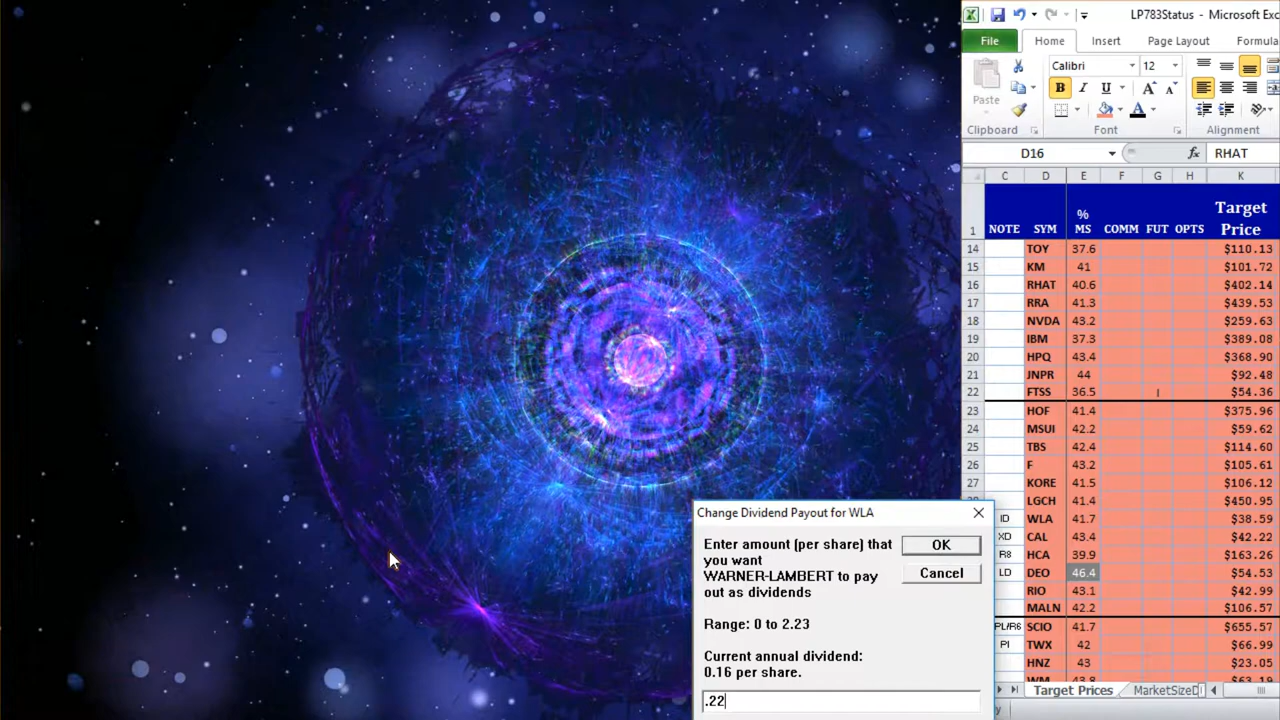 LP783Status - Microsoft Exc
File Home Insert Page Layout Formula
Calibri 12
Paste
B I U A A
A
Clipboard Font Alignment
D16 fx RHAT
C D E F G H K
1 NOTE SYM % MS COMM FUT OPTS Target Price
14 TOY 37.6 $110.13
15 KM 41 $101.72
16 RHAT 40.6 $402.14
17 RRA 41.3 $439.53
18 NVDA 43.2 $259.63
19 IBM 37.3 $389.08
20 HPQ 43.4 $368.90
21 JNPR 44 $92.48
22 FTSS 36.5 I $54.36
23 HOF 41.4 $375.96
24 MSUI 42.2 $59.62
25 TBS 42.4 $114.60
26 F 43.2 $105.61
27 KORE 41.5 $106.12
LGCH 41.4 $450.95
ID WLA 41.7 $38.59
XD CAL 43.4 $42.22
R8 HCA 39.9 $163.26
LD DEO 46.4 $54.53
RIO 43.1 $42.99
MALN 42.2 $106.57
PL/R6 SCIO 41.7 $655.57
PI TWX 42 $66.99
HNZ 43 $23.05
WM 43.8 $63.19
Target Prices MarketSizeD
Change Dividend Payout for WLA
Enter amount (per share) that
you want
WARNER-LAMBERT to pay
out as dividends
OK
Cancel
Range: 0 to 2.23
Current annual dividend:
0.16 per share.
.22